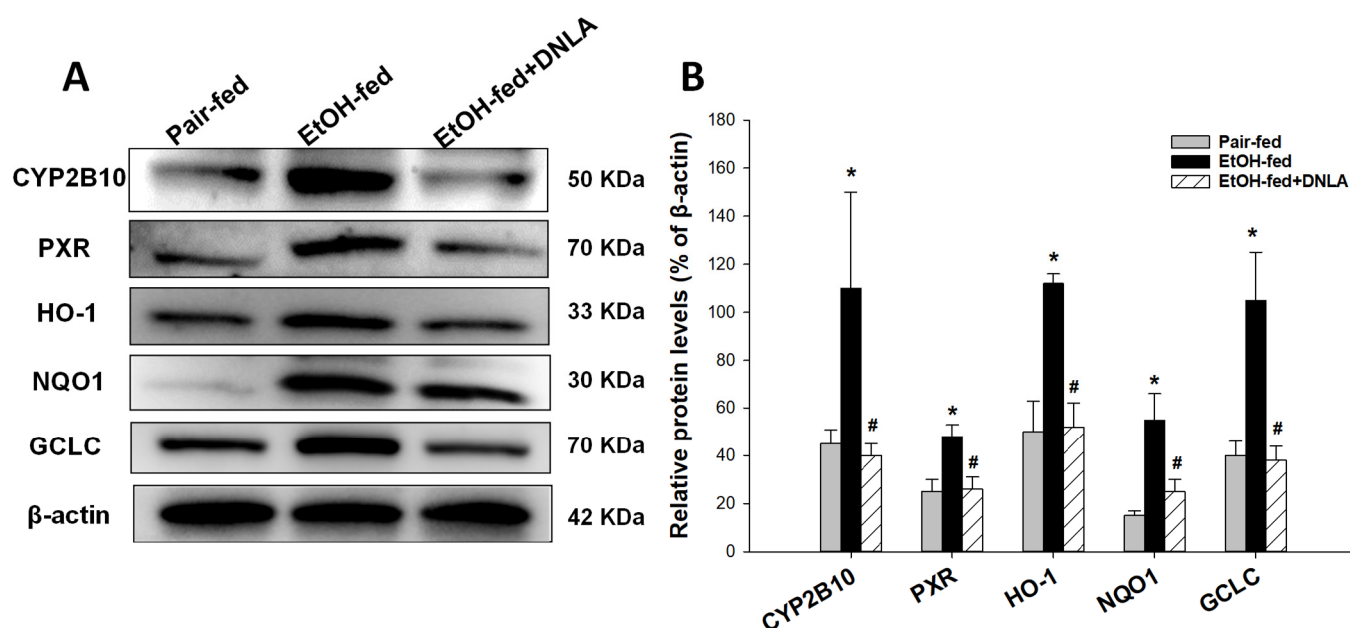 A
Pair-fed
EtOH-fed
EtOH-fed+DNLA
CYP2B10
50 KDa
PXR
70 KDa
HO-1
33 KDa
NQO1
30 KDa
GCLC
70 KDa
β-actin
42 KDa
B
Relative protein levels (% of β-actin)
180
160
140
120
100
80
60
40
20
0
Pair-fed
EtOH-fed
EtOH-fed+DNLA
*
#
*
#
*
#
*
#
*
#
CYP2B10
PXR
HO-1
NQO1
GCLC